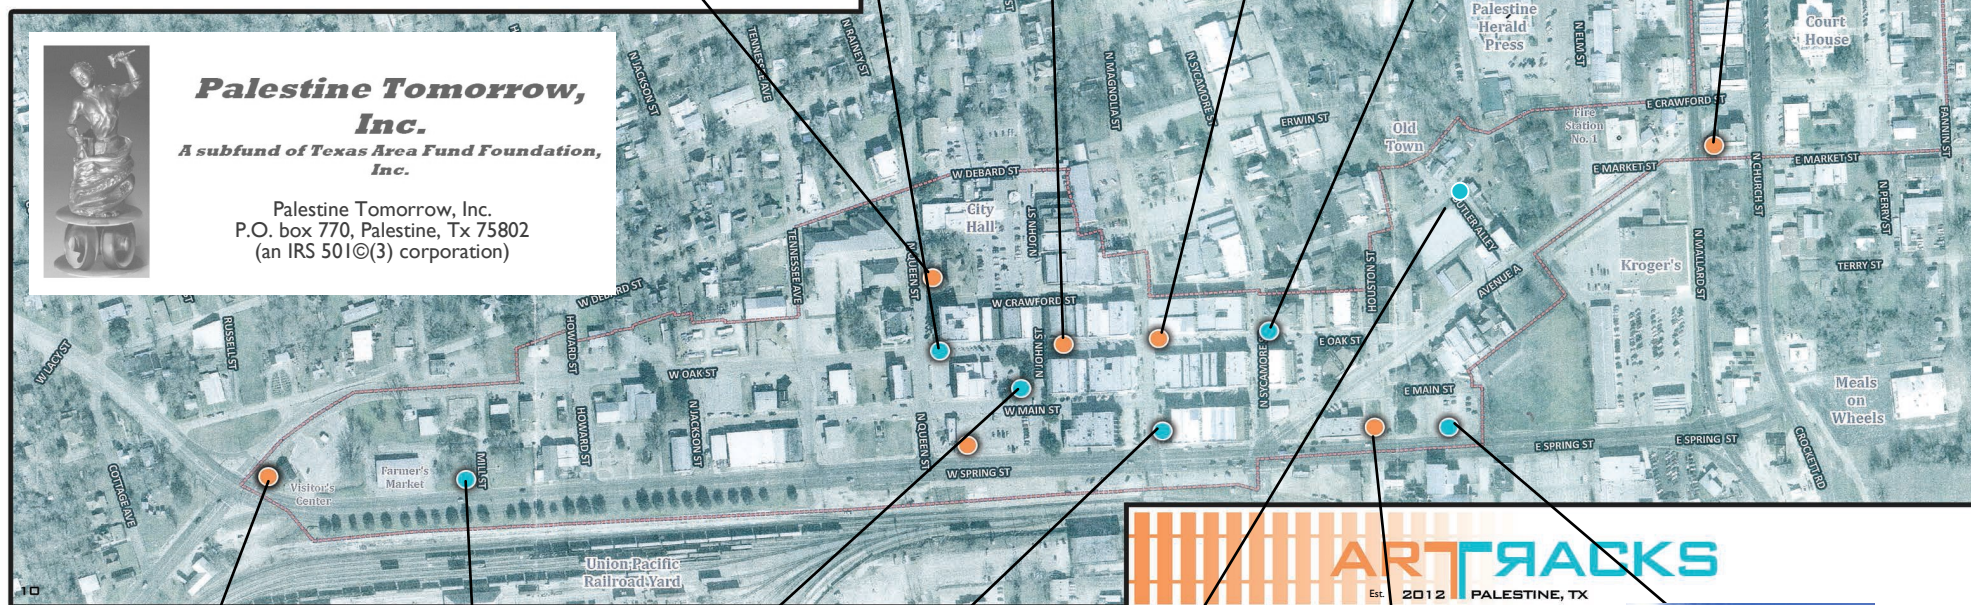 Palestine Tomorrow,
Inc.
A subfund of Texas Area Fund Foundation,
Inc.
Palestine Tomorrow, Inc.
P.O. box 770, Palestine, Tx 75802
(an IRS 501©(3) corporation)
N JACKSON ST
TENNESSEE AVE
N RAINEY ST
N MAGNOLIA ST
N SYCAMORE ST
ERWIN ST
Palestine
Herald
Press
N ELM ST
Court
House
E CRAWFORD ST
Old
Town
Fire
Station
No. 1
E MARKET ST
E MARKET ST
FANNIN ST
N CHURCH ST
N PERRY ST
W DEBARD ST
City
Hall
N JOHN ST
TENNESSEE AVE
N QUEEN ST
BUTLER ALLEY
AVENUE A
HOUSTON ST
Kroger's
N MALLARD ST
TERRY ST
W DEBARD ST
W CRAWFORD ST
W LACY ST
RUSSELL ST
HOWARD ST
W OAK ST
N JOHN ST
N SYCAMORE ST
E OAK ST
E MAIN ST
Meals
on
Wheels
HOWARD ST
N JACKSON ST
N QUEEN ST
W MAIN ST
W SPRING ST
E SPRING ST
E SPRING ST
CROCKETT RD
COTTAGE AVE
Visitor's
Center
Farmer's
Market
MILL ST
Union Pacific
Railroad Yard
10
ART TRACKS
Est. 2012 PALESTINE, TX